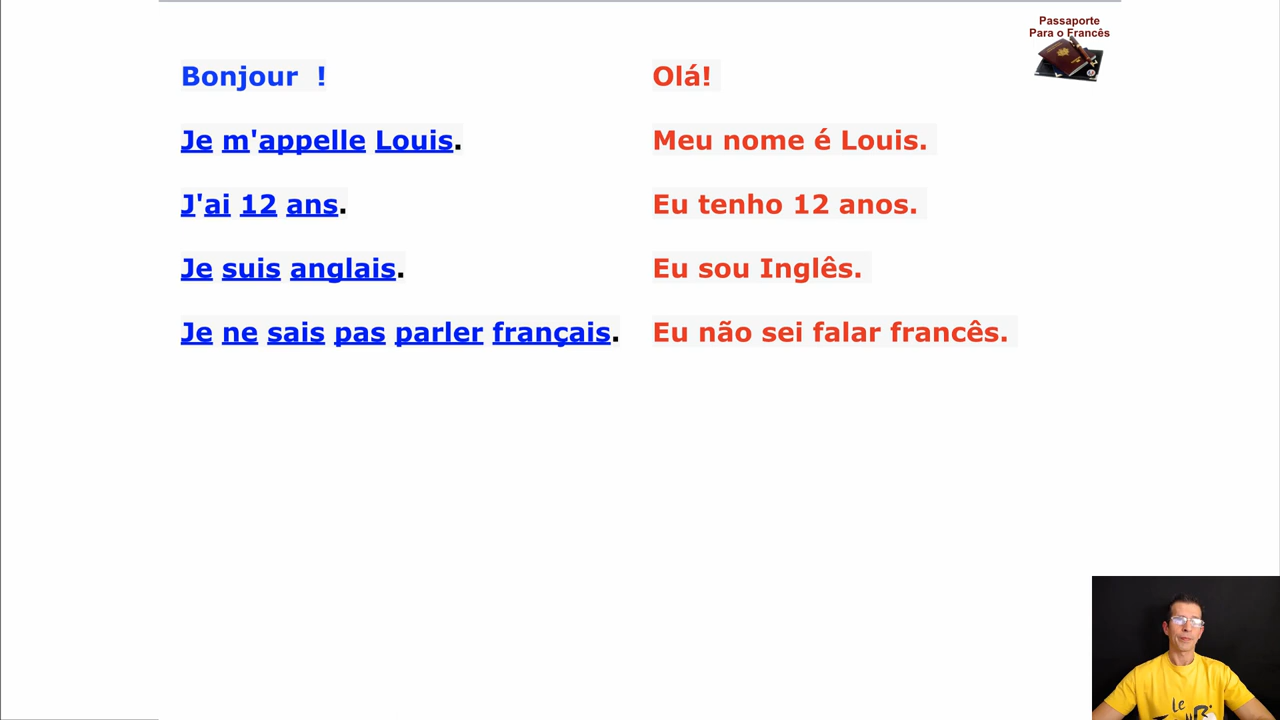 Passaporte
Para o Francês
Bonjour !
Olá!
Je m'appelle Louis.
Meu nome é Louis.
J'ai 12 ans.
Eu tenho 12 anos.
Je suis anglais.
Eu sou Inglês.
Je ne sais pas parler français.
Eu não sei falar francês.
Le